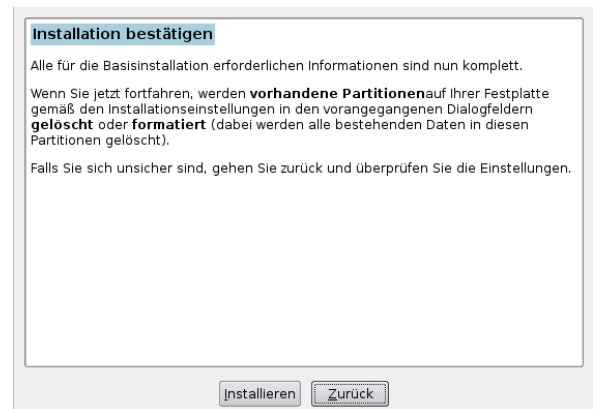 Installation bestätigen
Alle für die Basisinstallation erforderlichen Informationen sind nun komplett.
Wenn Sie jetzt fortfahren, werden vorhandene Partitionenauf Ihrer Festplatte
gemäß den Installationseinstellungen in den vorangegangenen Dialogfeldern
gelöscht oder formatiert (dabei werden alle bestehenden Daten in diesen
Partitionen gelöscht).
Falls Sie sich unsicher sind, gehen Sie zurück und überprüfen Sie die Einstellungen.
Installieren Zurück